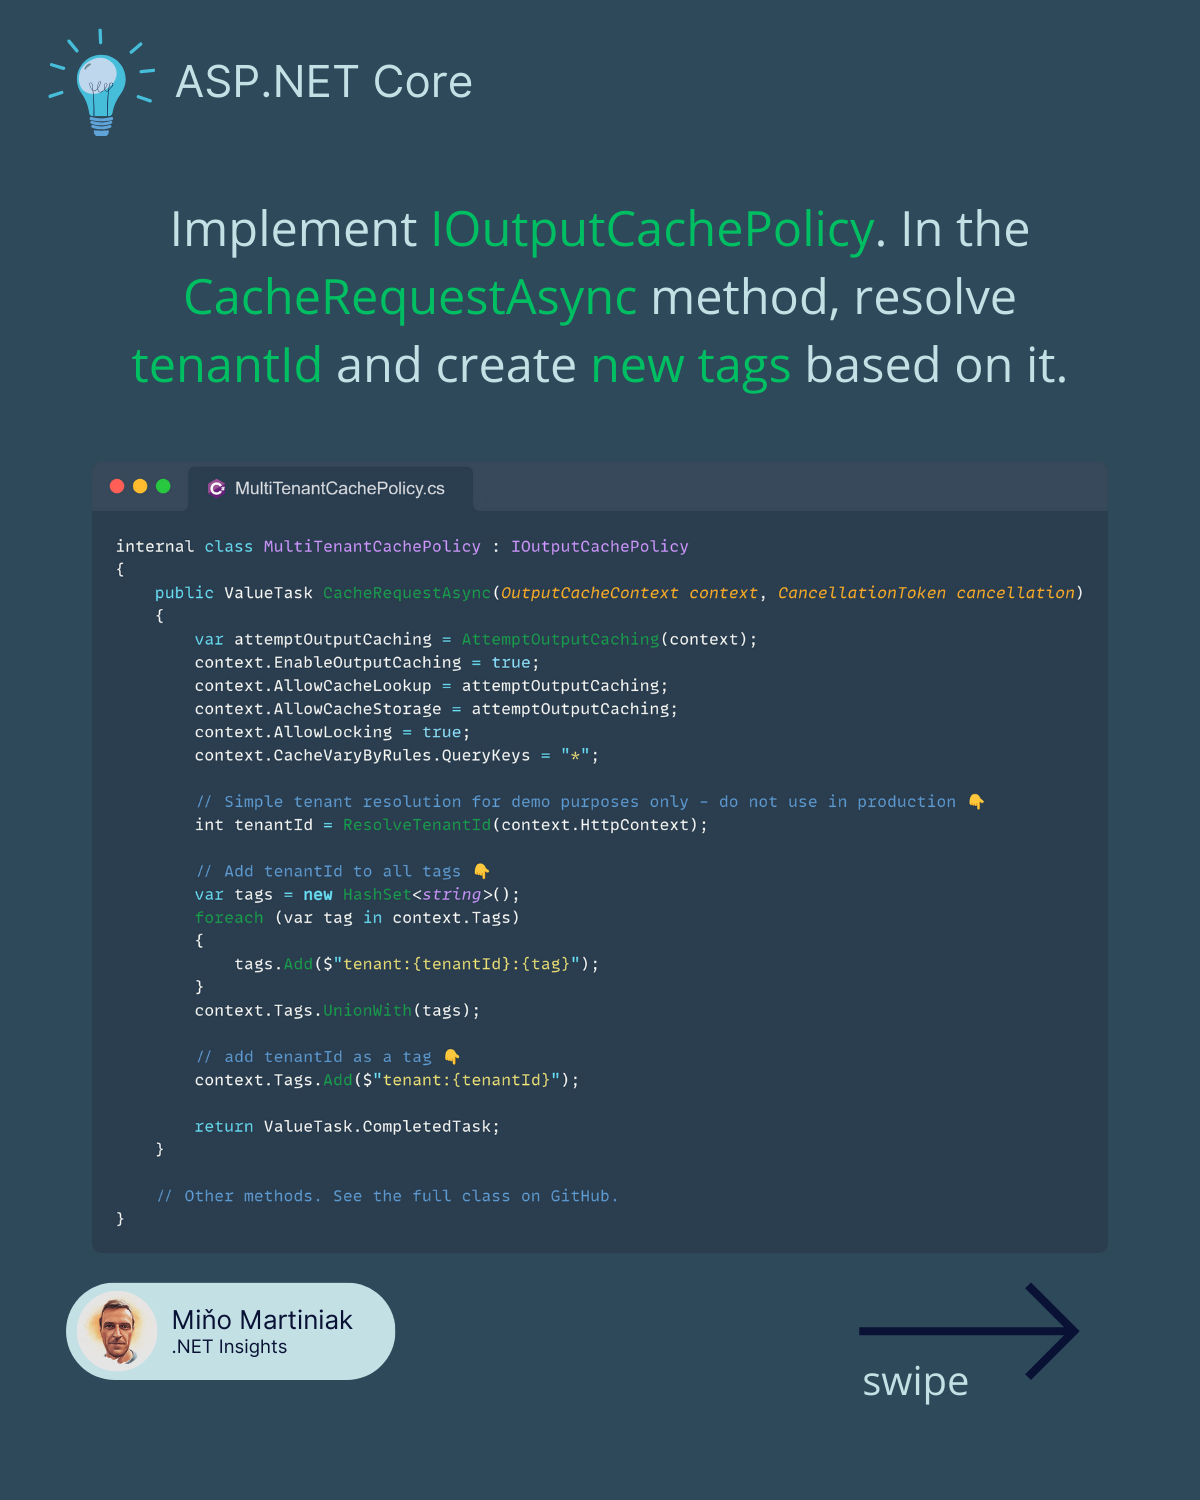 ASP.NET Core
Implement IOutputCachePolicy. In the
CacheRequestAsync method, resolve
tenantId and create new tags based on it.
MultiTenantCachePolicy.cs
internal class MultiTenantCachePolicy : IOutputCachePolicy
{
    public ValueTask CacheRequestAsync(OutputCacheContext context, CancellationToken cancellation)
    {
        var attemptOutputCaching = AttemptOutputCaching(context);
        context.EnableOutputCaching = true;
        context.AllowCacheLookup = attemptOutputCaching;
        context.AllowCacheStorage = attemptOutputCaching;
        context.AllowLocking = true;
        context.CacheVaryByRules.QueryKeys = "*";
        // Simple tenant resolution for demo purposes only - do not use in production 👇
        int tenantId = ResolveTenantId(context.HttpContext);
        // Add tenantId to all tags 👇
        var tags = new HashSet<string>();
        foreach (var tag in context.Tags)
        {
            tags.Add($"tenant:{tenantId}:{tag}");
        }
        context.Tags.UnionWith(tags);
        // add tenantId as a tag 👇
        context.Tags.Add($"tenant:{tenantId}");
        return ValueTask.CompletedTask;
    }
    // Other methods. See the full class on GitHub.
}
Miňo Martiniak
.NET Insights
swipe